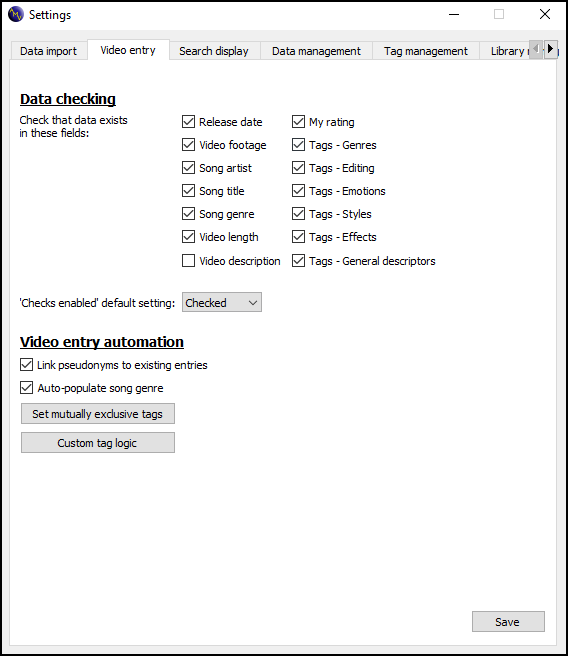 Settings
Data import Video entry Search display Data management Tag management Library
Data checking
Check that data exists
in these fields:
Release date My rating
Video footage Tags - Genres
Song artist Tags - Editing
Song title Tags - Emotions
Song genre Tags - Styles
Video length Tags - Effects
Video description Tags - General descriptors
'Checks enabled' default setting: Checked
Video entry automation
Link pseudonyms to existing entries
Auto-populate song genre
Set mutually exclusive tags
Custom tag logic
Save